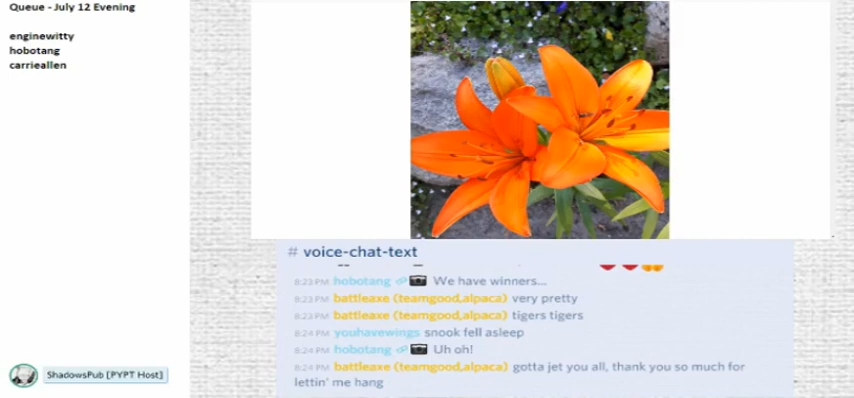 Queue - July 12 Evening
enginewitty
hobotang
carrieallen
# voice-chat-text
8:23 PM hobotang We have winners...
8:23 PM battleaxe (teamgood,alpaca) very pretty
8:23 PM battleaxe (teamgood,alpaca) tigers tigers
8:24 PM youhavewings snook fell asleep
8:24 PM hobotang Uh oh!
8:24 PM battleaxe (teamgood,alpaca) gotta jet you all, thank you so much for
lettin' me hang
ShadowsPub [PYPT Host]